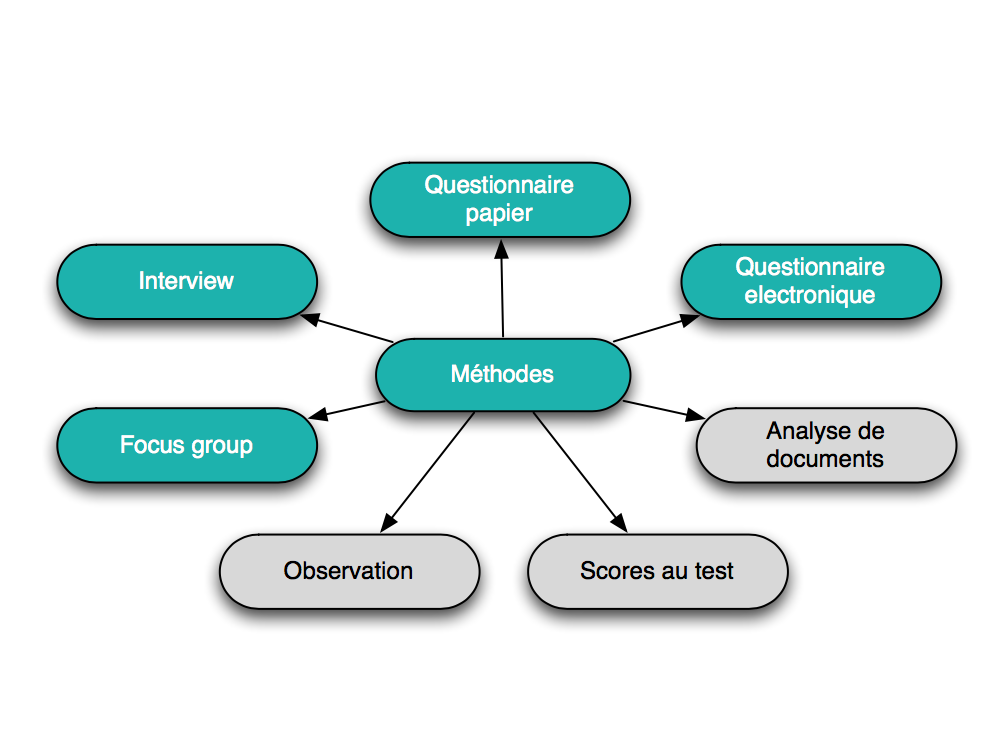 Questionnaire
papier
Interview
Questionnaire
electronique
Méthodes
Focus group
Analyse de
documents
Observation
Scores au test